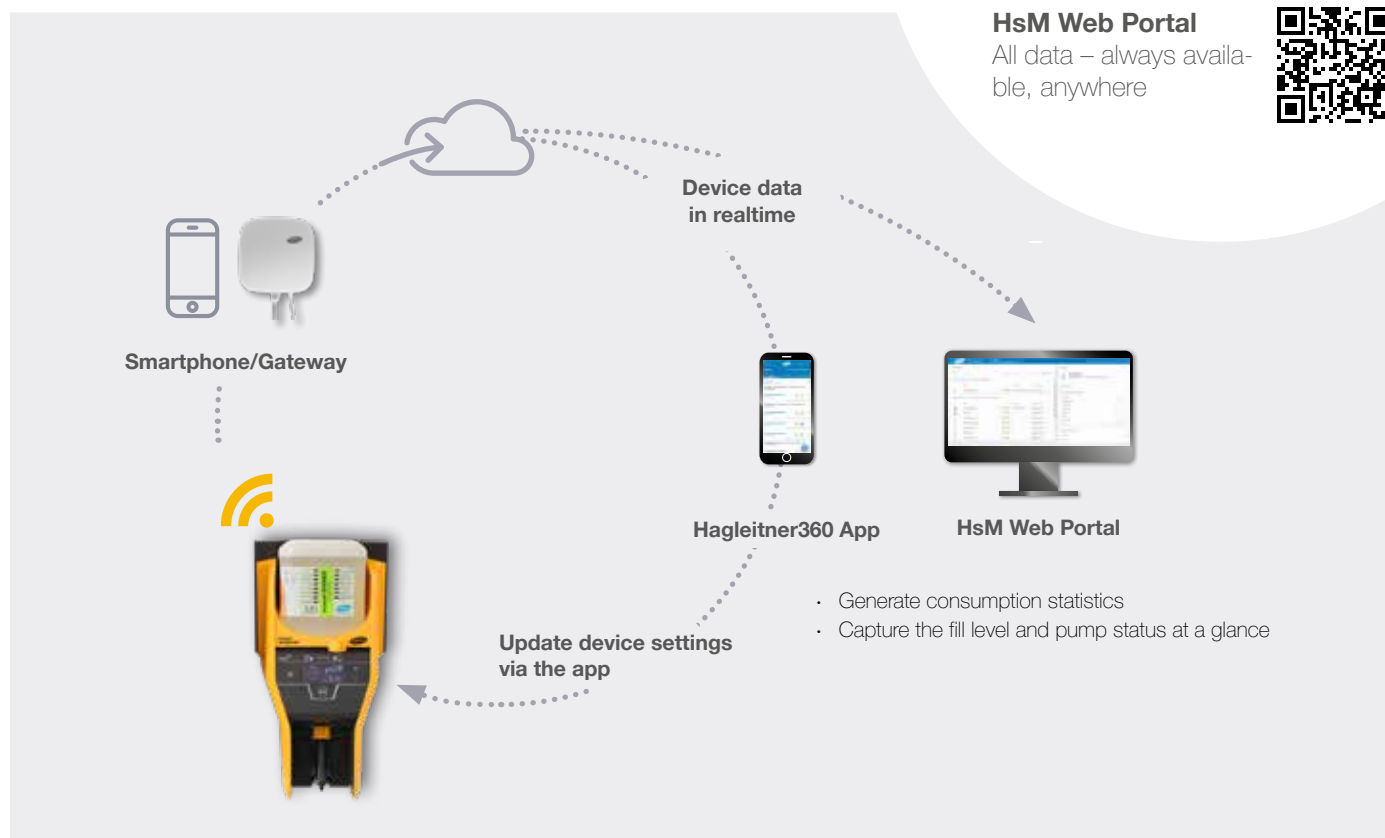 HsM Web Portal
All data – always availa-
ble, anywhere
Device data
in realtime
Smartphone/Gateway
Hagleitner360 App
HsM Web Portal
· Generate consumption statistics
· Capture the fill level and pump status at a glance
Update device settings
via the app